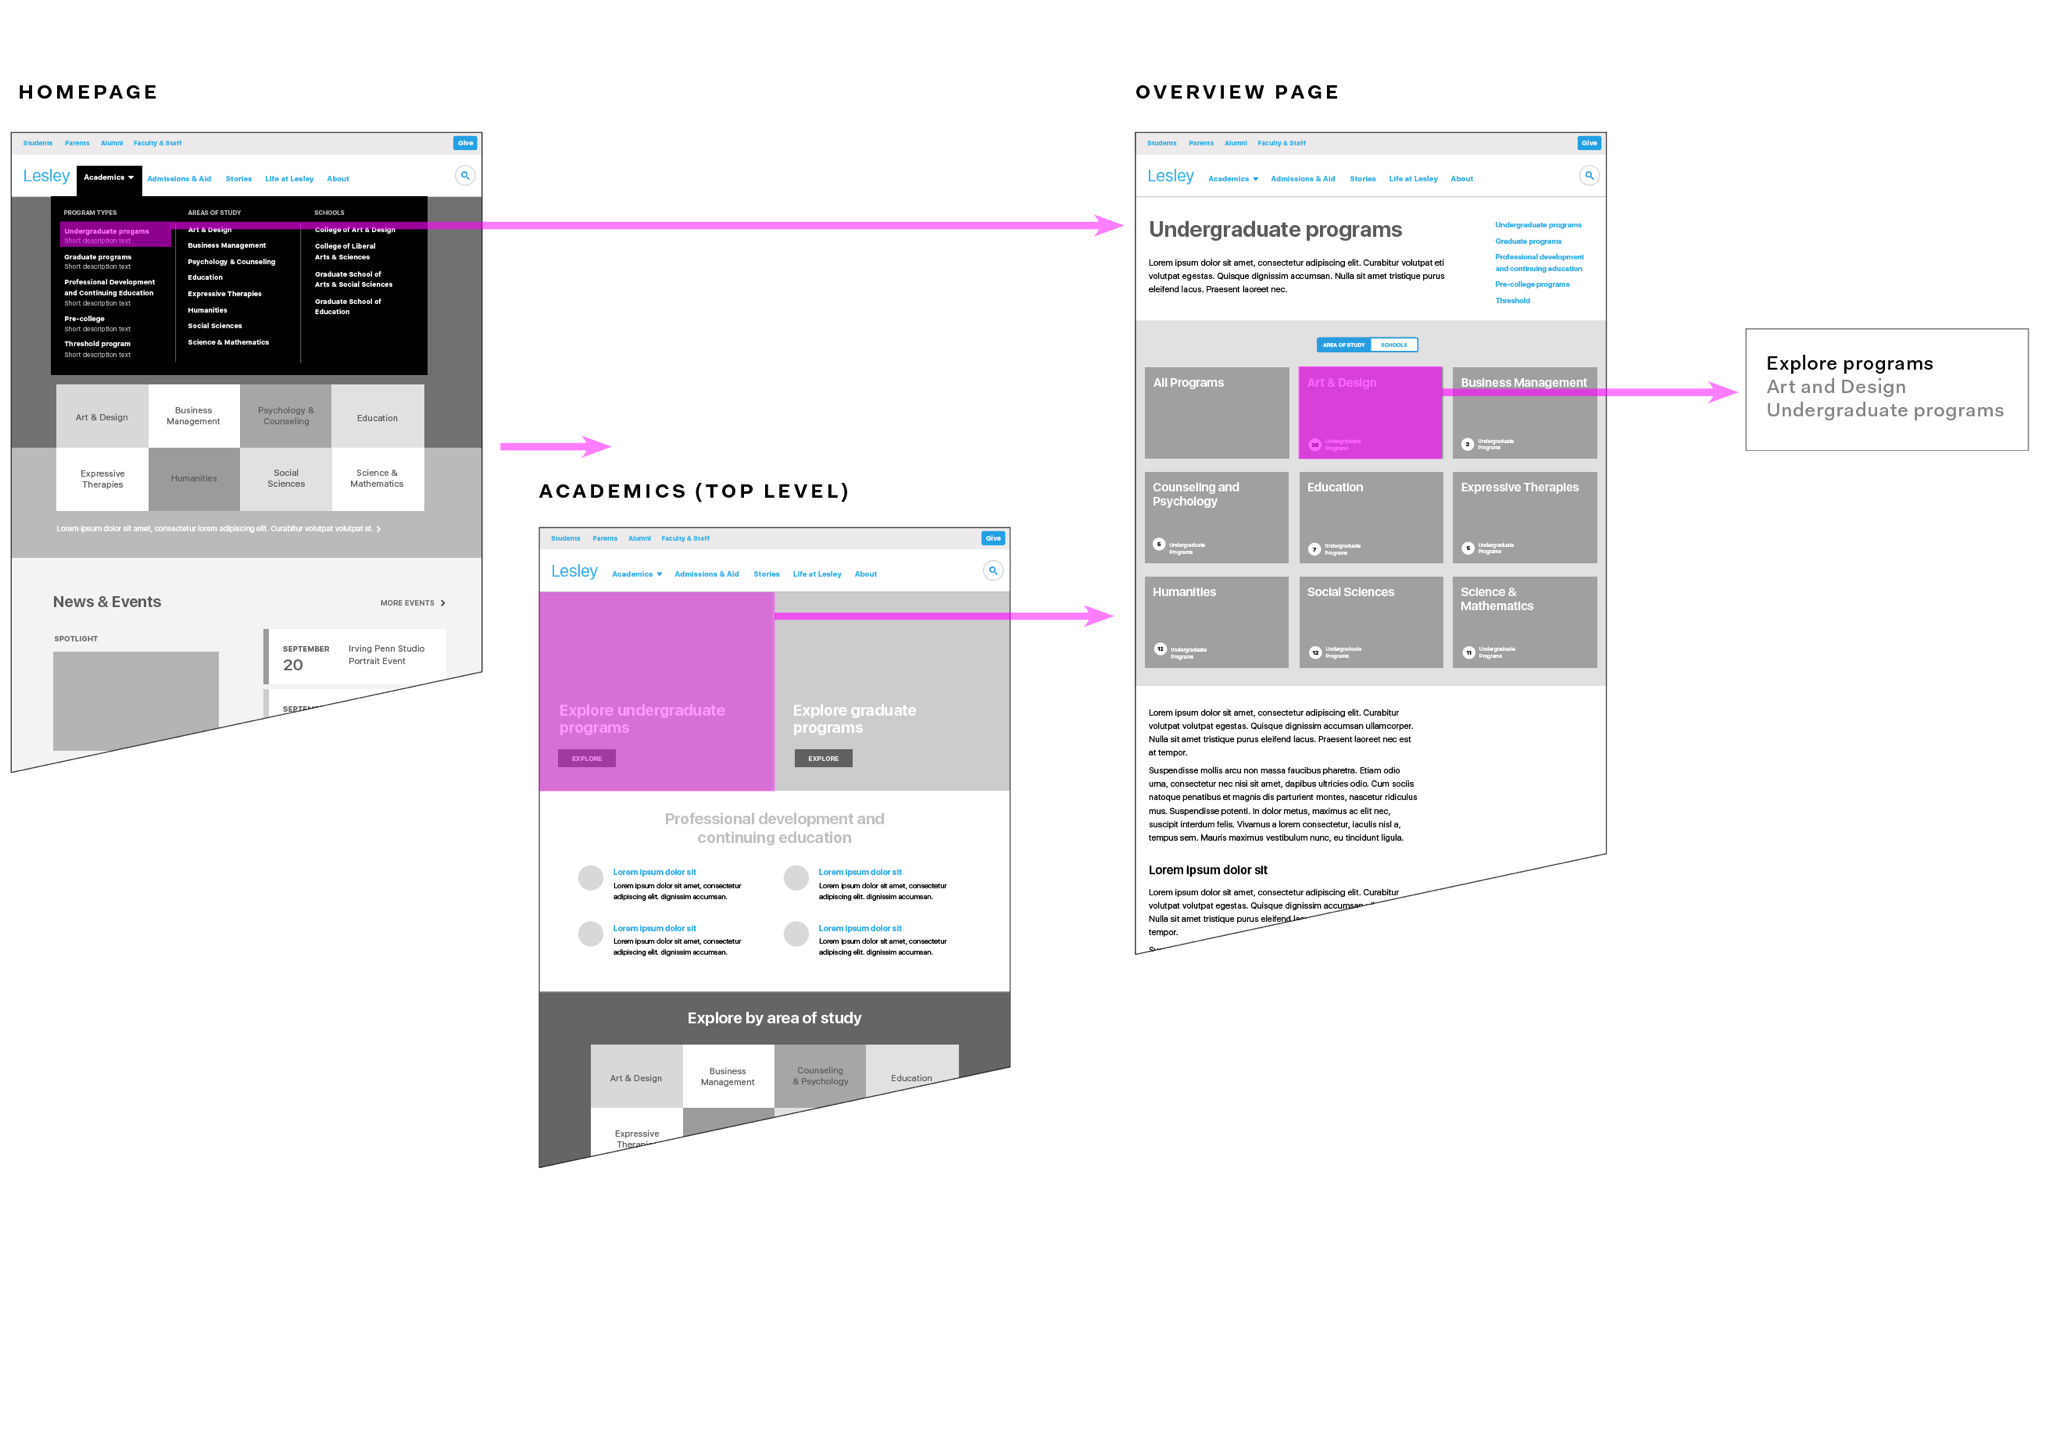 HOMEPAGE
Students Parents Alumni Faculty & Staff Give
Lesley Academics Admissions & Aid Stories Life at Lesley About
PROGRAM TYPES
Undergraduate progams
Short description text
Graduate programs
Short description text
Professional Development
and Continuing Education
Short description text
Pre-college
Short description text
Threshold program
Short description text
AREAS OF STUDY
Art & Design
Business Management
Psychology & Counseling
Education
Expressive Therapies
Humanities
Social Sciences
Science & Mathematics
SCHOOLS
College of Art & Design
College of Liberal
Arts & Sciences
Graduate School of
Arts & Social Sciences
Graduate School of
Education
Art & Design
Business
Management
Psychology &
Counseling
Education
Expressive
Therapies
Humanities
Social
Sciences
Science &
Mathematics
Lorem ipsum dolor sit amet, consectetur lorem adipiscing elit. Curabitur volutpat volutpat st.
News & Events
MORE EVENTS
SPOTLIGHT
SEPTEMBER
20
Irving Penn Studio
Portrait Event
ACADEMICS (TOP LEVEL)
Students Parents Alumni Faculty & Staff Give
Lesley Academics Admissions & Aid Stories Life at Lesley About
Explore undergraduate
programs
EXPLORE
Explore graduate
programs
EXPLORE
Professional development and
continuing education
Lorem ipsum dolor sit
Lorem ipsum dolor sit amet, consectetur
adipiscing elit. dignissim accumsan.
Lorem ipsum dolor sit
Lorem ipsum dolor sit amet, consectetur
adipiscing elit. dignissim accumsan.
Lorem ipsum dolor sit
Lorem ipsum dolor sit amet, consectetur
adipiscing elit. dignissim accumsan.
Lorem ipsum dolor sit
Lorem ipsum dolor sit amet, consectetur
adipiscing elit. dignissim accumsan.
Explore by area of study
Art & Design
Business
Management
Counseling
& Psychology
Education
Expressive
OVERVIEW PAGE
Students Parents Alumni Faculty & Staff Give
Lesley Academics Admissions & Aid Stories Life at Lesley About
Undergraduate programs
Lorem ipsum dolor sit amet, consectetur adipiscing elit. Curabitur volutpat eti
volutpat egestas. Quisque dignissim accumsan. Nulla sit amet tristique purus
eleifend lacus. Praesent laoreet nec.
Undergraduate programs
Graduate programs
Professional development
and continuing education
Pre-college programs
Threshold
AREA OF STUDY SCHOOLS
All Programs
Art & Design
20 Undergraduate
Programs
Business Management
2 Undergraduate
Programs
Counseling and
Psychology
6 Undergraduate
Programs
Education
7 Undergraduate
Programs
Expressive Therapies
5 Undergraduate
Programs
Humanities
12 Undergraduate
Programs
Social Sciences
12 Undergraduate
Programs
Science &
Mathematics
11 Undergraduate
Programs
Lorem ipsum dolor sit amet, consectetur adipiscing elit. Curabitur
volutpat volutpat egestas. Quisque dignissim accumsan ullamcorper.
Nulla sit amet tristique purus eleifend lacus. Praesent laoreet nec est
at tempor.
Suspendisse mollis arcu non massa faucibus pharetra. Etiam odio
urna, consectetur nec nisi sit amet, dapibus ultricies odio. Cum sociis
natoque penatibus et magnis dis parturient montes, nascetur ridiculus
mus. Suspendisse potenti. In dolor metus, maximus ac elit nec,
suscipit interdum felis. Vivamus a lorem consectetur, iaculis nisl a,
tempus sem. Mauris maximus vestibulum nunc, eu tincidunt ligula.
Lorem ipsum dolor sit
Lorem ipsum dolor sit amet, consectetur adipiscing elit. Curabitur
volutpat volutpat egestas. Quisque dignissim accumsan
Nulla sit amet tristique purus eleifend
tempor.
Explore programs
Art and Design
Undergraduate programs